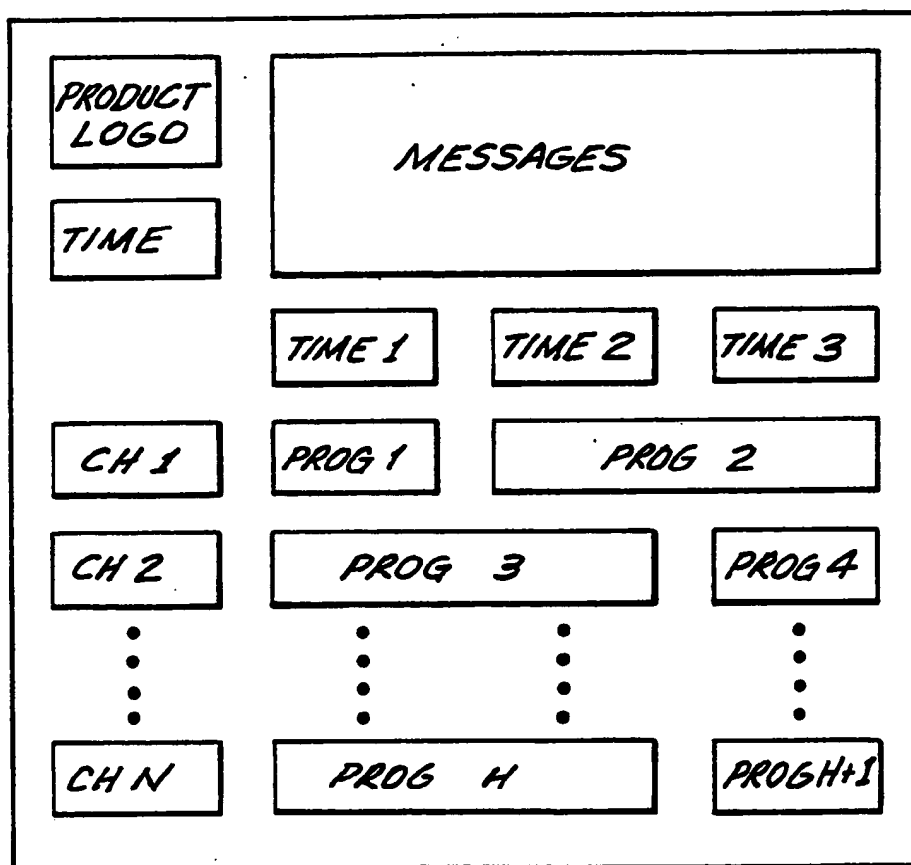 PRODUCT
LOGO
MESSAGES
TIME
TIME 1
TIME 2
TIME 3
CH 1
PROG 1
PROG 2
CH 2
PROG 3
PROG 4
CH N
PROG H
PROG H+1